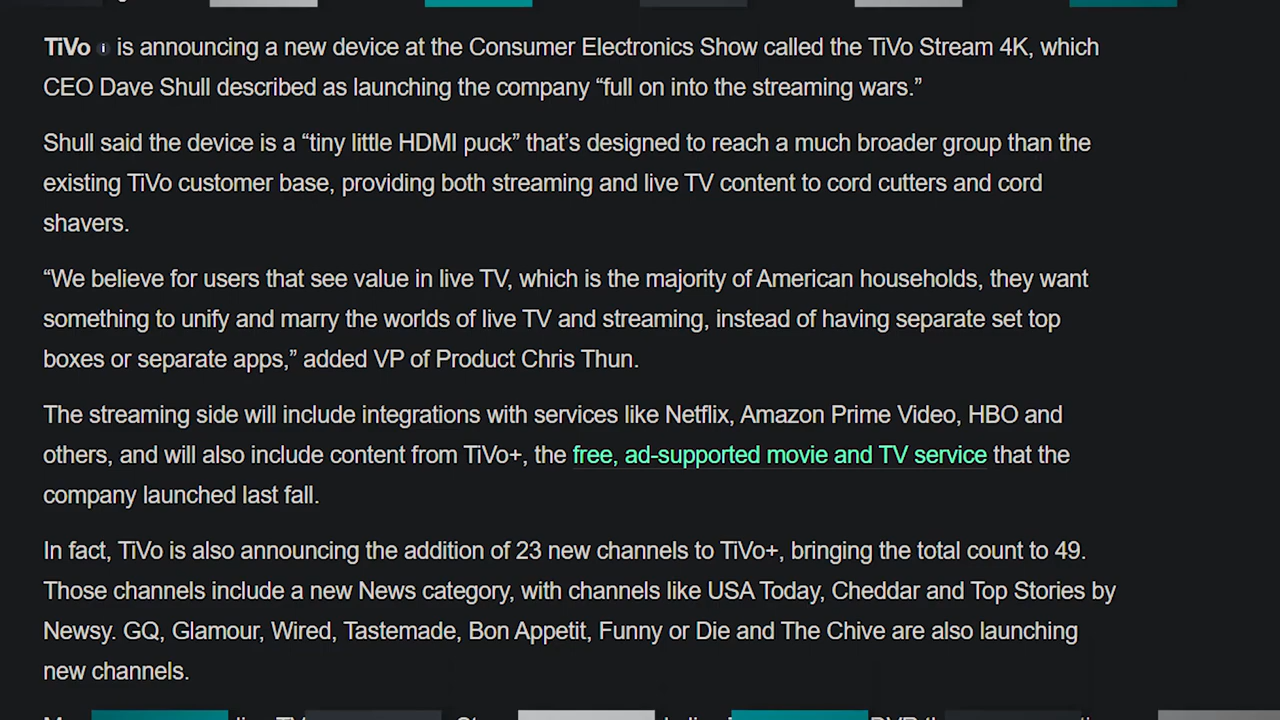 TiVo is announcing a new device at the Consumer Electronics Show called the TiVo Stream 4K, which
CEO Dave Shull described as launching the company “full on into the streaming wars.”
Shull said the device is a “tiny little HDMI puck” that’s designed to reach a much broader group than the
existing TiVo customer base, providing both streaming and live TV content to cord cutters and cord
shavers.
“We believe for users that see value in live TV, which is the majority of American households, they want
something to unify and marry the worlds of live TV and streaming, instead of having separate set top
boxes or separate apps,” added VP of Product Chris Thun.
The streaming side will include integrations with services like Netflix, Amazon Prime Video, HBO and
others, and will also include content from TiVo+, the free, ad-supported movie and TV service that the
company launched last fall.
In fact, TiVo is also announcing the addition of 23 new channels to TiVo+, bringing the total count to 49.
Those channels include a new News category, with channels like USA Today, Cheddar and Top Stories by
Newsy. GQ, Glamour, Wired, Tastemade, Bon Appetit, Funny or Die and The Chive are also launching
new channels.